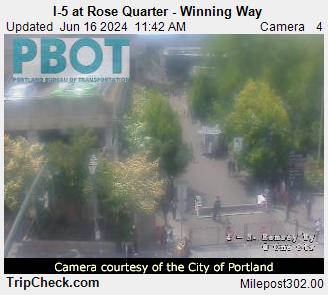 I-5 at Rose Quarter - Winning Way
Updated Jun 16 2024 11:42 AM Camera 4
PBOT
PORTLAND BUREAU OF TRANSPORTATION
Camera courtesy of the City of Portland
TripCheck.com Milepost302.00